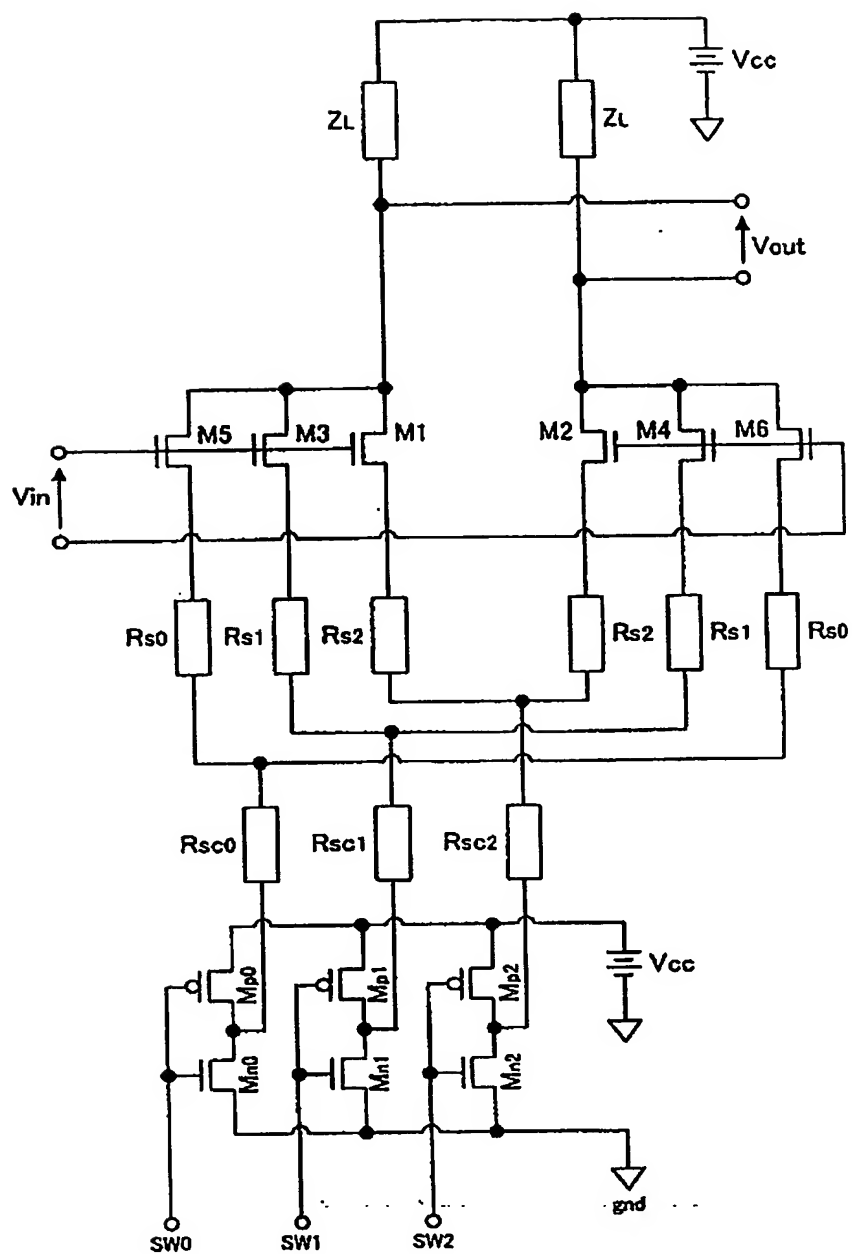 Vcc
ZL
ZL
Vout
M5
M3
M1
M2
M4
M6
Vin
Rs0
Rs1
Rs2
Rs2
Rs1
Rs0
Rsc0
Rsc1
Rsc2
Mp0
Mp1
Mp2
Vcc
Mn0
Mn1
Mn2
gnd
SW0
SW1
SW2